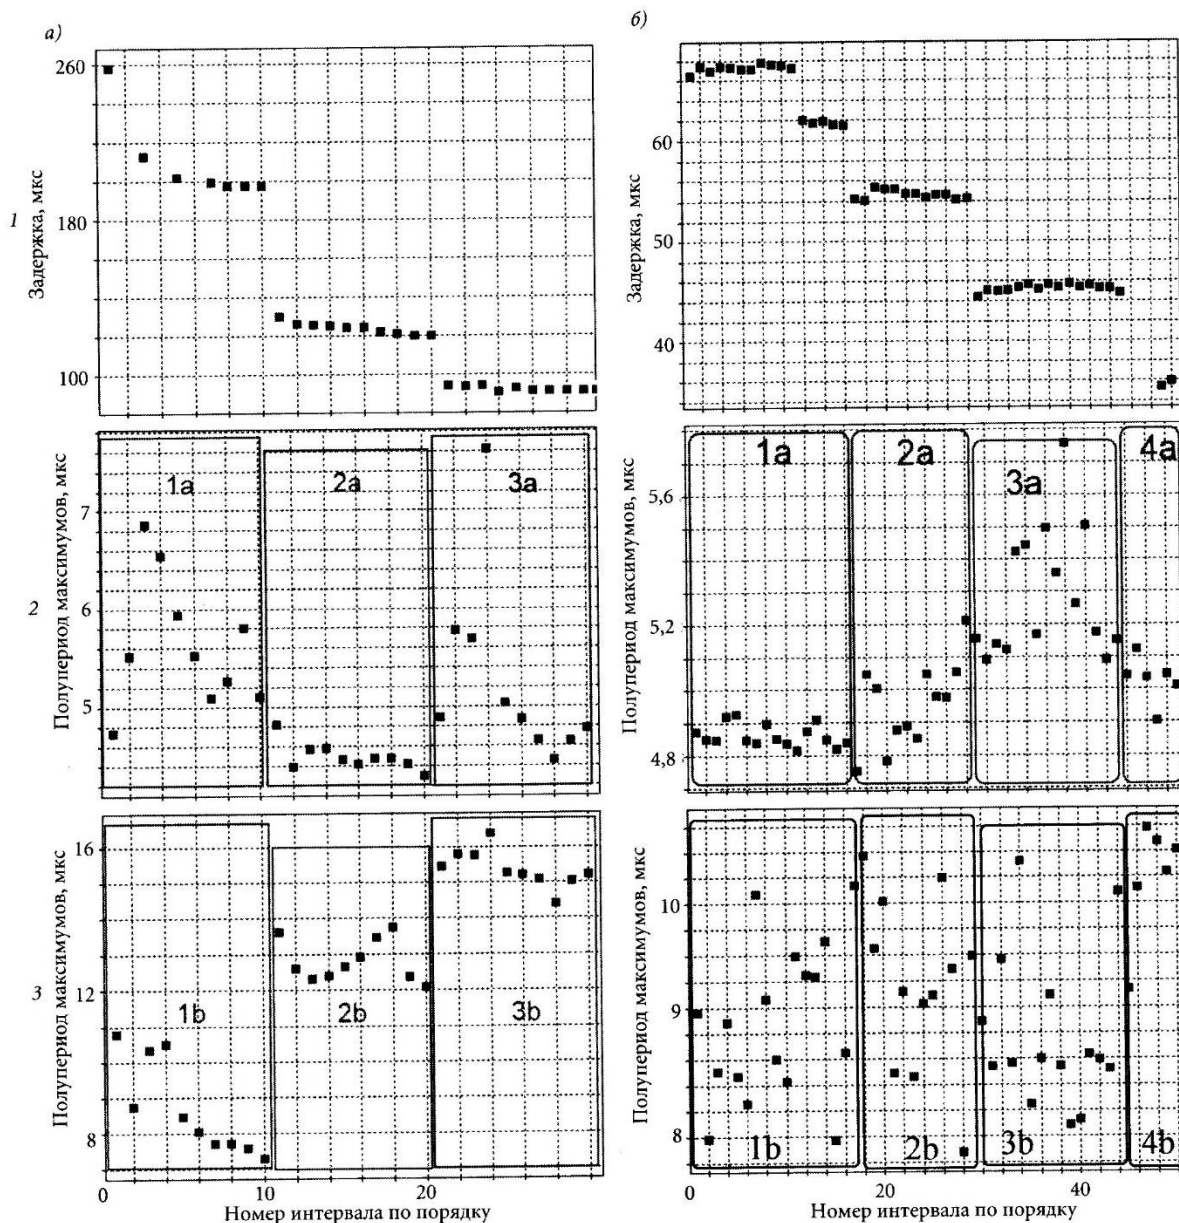 а)
б)
1
Задержка, мкс
260
180
100
Задержка, мкс
60
50
40
2
Полупериод максимумов, мкс
7
6
5
1a
2a
3a
Полупериод максимумов, мкс
5,6
5,2
4,8
1a
2a
3a
4a
3
Полупериод максимумов, мкс
16
12
8
1b
2b
3b
0
10
20
Номер интервала по порядку
Полупериод максимумов, мкс
10
9
8
1b
2b
3b
4b
0
20
40
Номер интервала по порядку